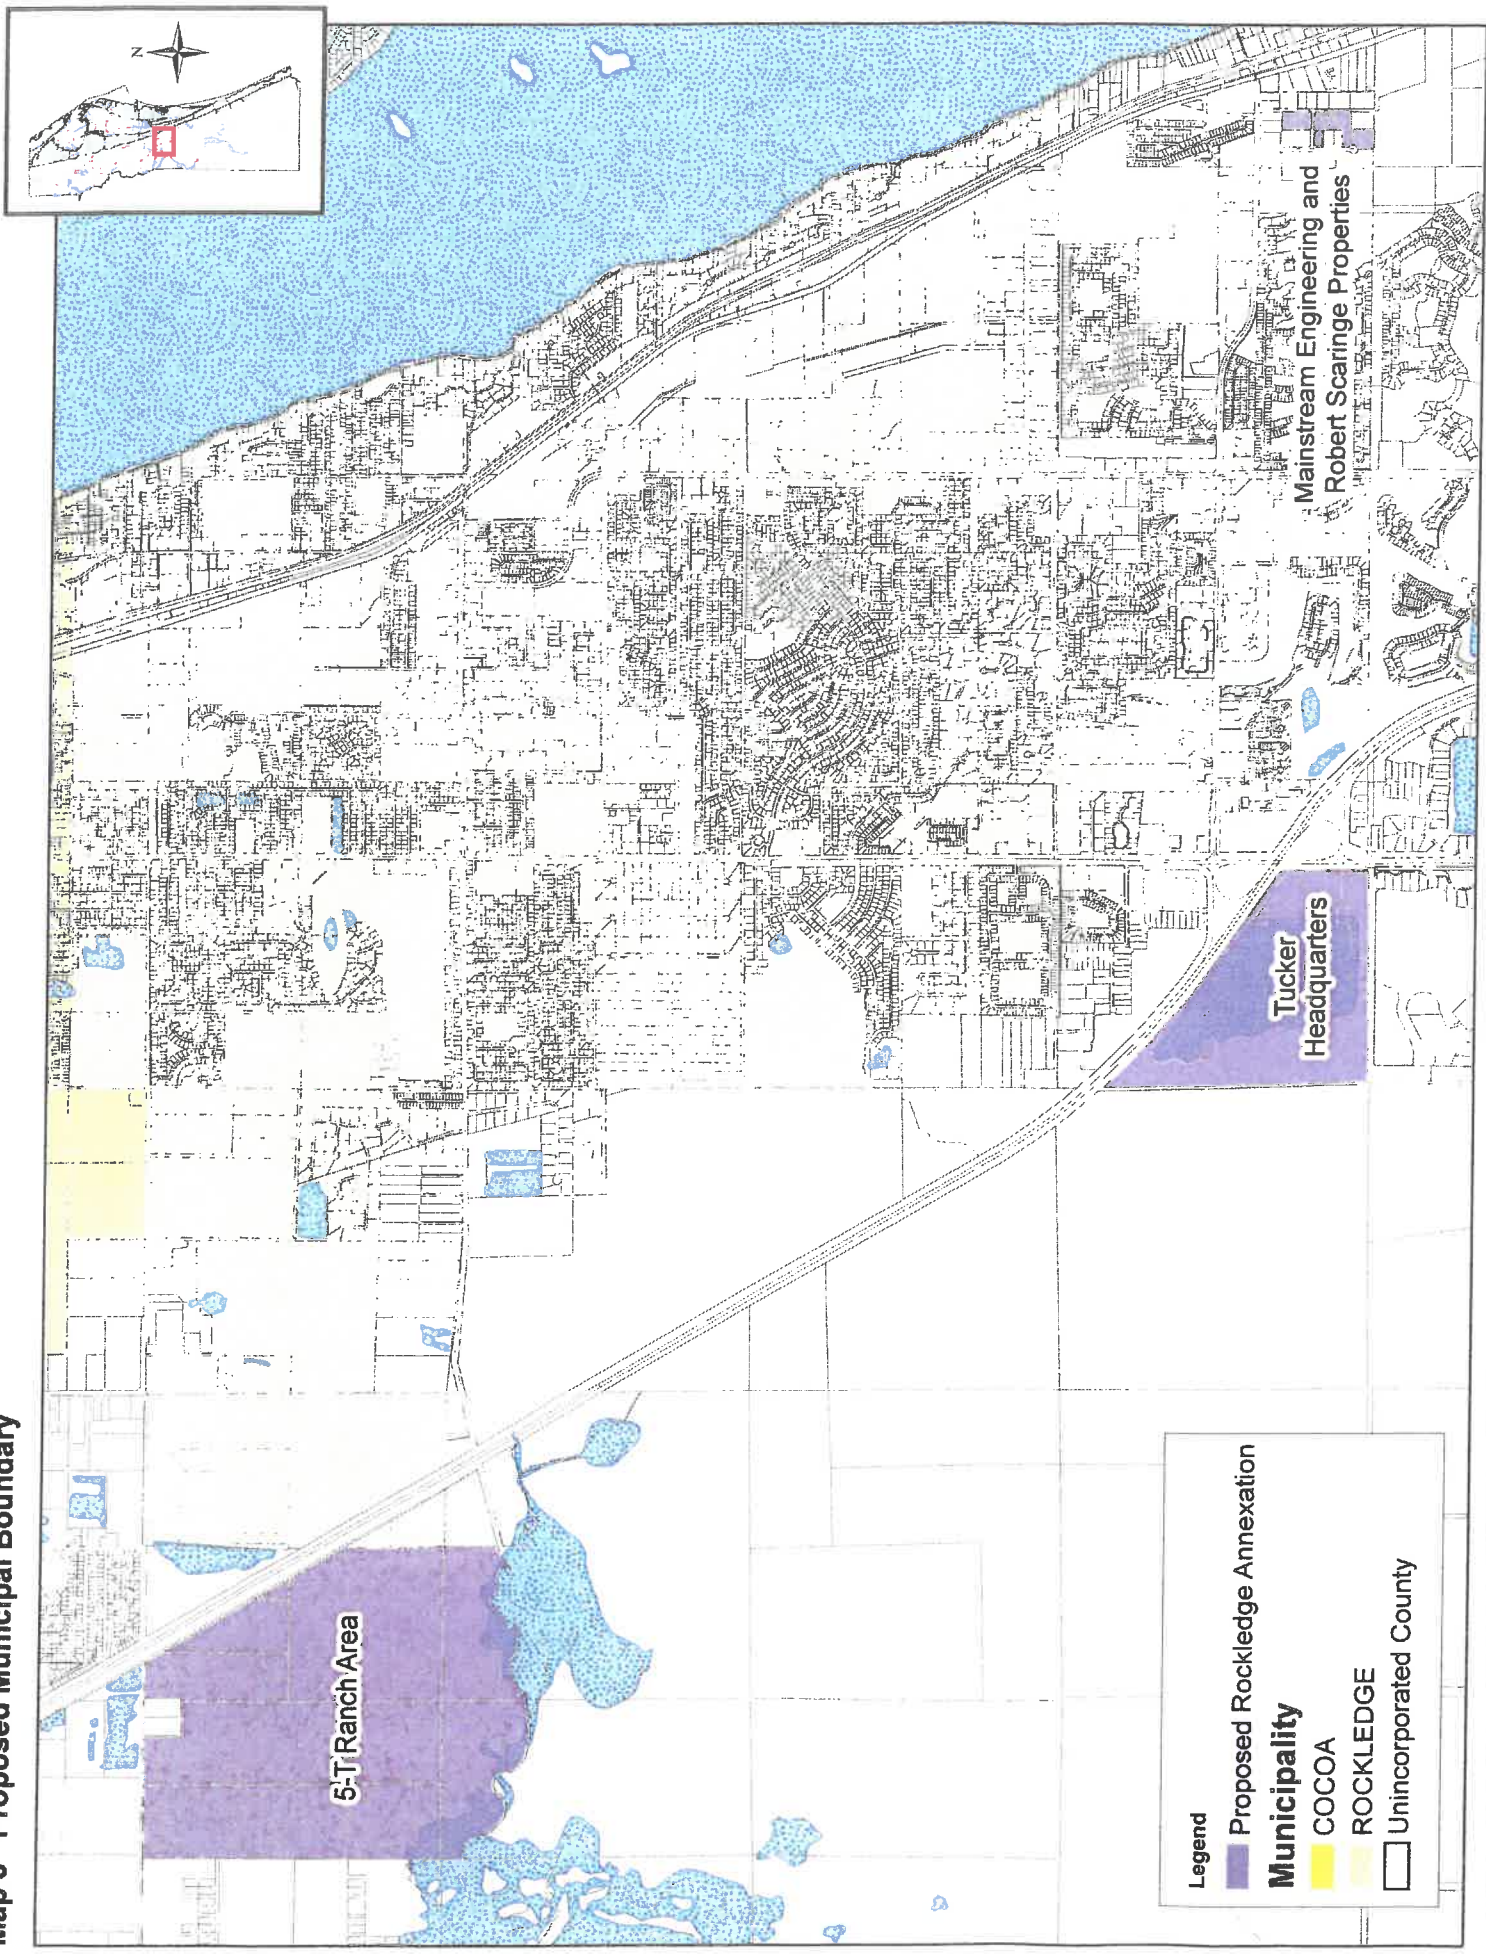 Proposed Municipal Boundary
N
5-T Ranch Area
Tucker
Headquarters
Mainstream Engineering and
Robert Scaringe Properties
Legend
Proposed Rockledge Annexation
Municipality
COCOA
ROCKLEDGE
Unincorporated County